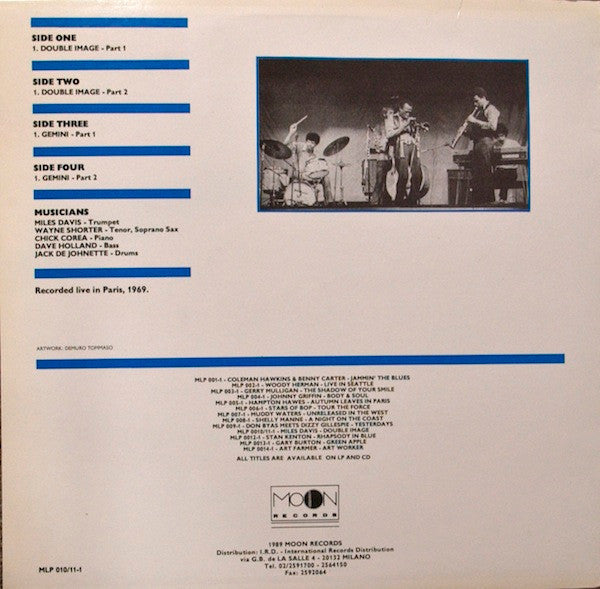 SIDE ONE
1. DOUBLE IMAGE - Part 1
SIDE TWO
1. DOUBLE IMAGE - Part 2
SIDE THREE
1. GEMINI - Part 1
SIDE FOUR
1. GEMINI - Part 2
MUSICIANS
MILES DAVIS - Trumpet
WAYNE SHORTER - Tenor, Soprano Sax
CHICK COREA - Piano
DAVE HOLLAND - Bass
JACK DE JOHNETTE - Drums
Recorded live in Paris, 1969.
ARTWORK: DEMURO TOMMASO
MLP 001-1 - COLEMAN HAWKINS & BENNY CARTER - JAMMIN' THE BLUES
MLP 002-1 - WOODY HERMAN - LIVE IN SEATTLE
MLP 003-1 - GERRY MULLIGAN - THE SHADOW OF YOUR SMILE
MLP 004-1 - JOHNNY GRIFFIN - BODY & SOUL
MLP 005-1 - HAMPTON HAWES - AUTUMN LEAVES IN PARIS
MLP 006-1 - STARS OF BOP - TOUR THE FORCE
MLP 007-1 - MUDDY WATERS - UNRELEASED IN THE WEST
MLP 008-1 - SHELLY MANNE - A NIGHT ON THE COAST
MLP 009-1 - DON BYAS MEETS DIZZY GILLESPIE - YESTERDAYS
MLP 0010/11-1 - MILES DAVIS - DOUBLE IMAGE
MLP 0012-1 - STAN KENTON - RHAPSODY IN BLUE
MLP 0013-1 - GARY BURTON - GREEN APPLE
MLP 0014-1 - ART FARMER - ART WORKER
ALL TITLES ARE AVAILABLE ON LP AND CD
MOON
RECORDS
1989 MOON RECORDS
Distribution: I.R.D. - International Records Distribution
via G.B. de LA SALLE 4 - 20132 MILANO
Tel. 02/2591700 - 2564150
Fax: 2592064
MLP 010/11-1